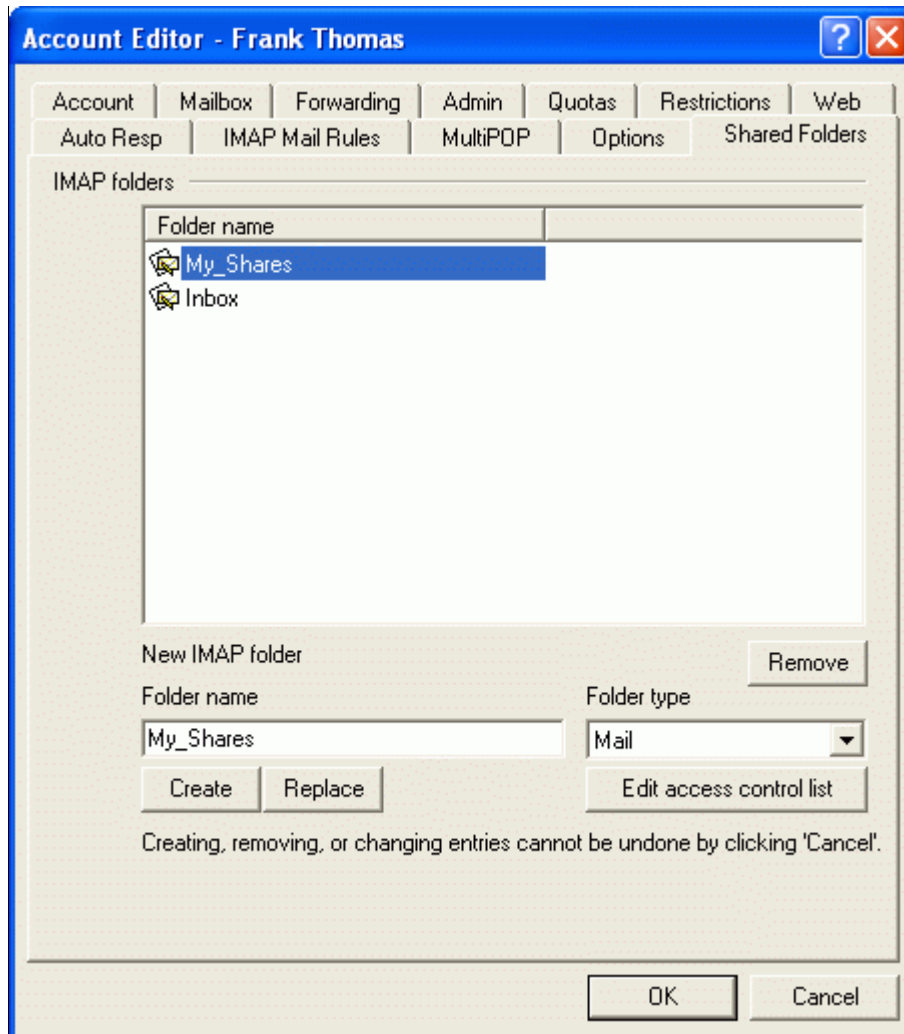 Account Editor - Frank Thomas
Account Mailbox Forwarding Admin Quotas Restrictions Web
Auto Resp IMAP Mail Rules MultiPOP Options Shared Folders
IMAP folders
Folder name
My_Shares
Inbox
New IMAP folder
Remove
Folder name Folder type
My_Shares Mail
Create Replace Edit access control list
Creating, removing, or changing entries cannot be undone by clicking 'Cancel'.
OK Cancel